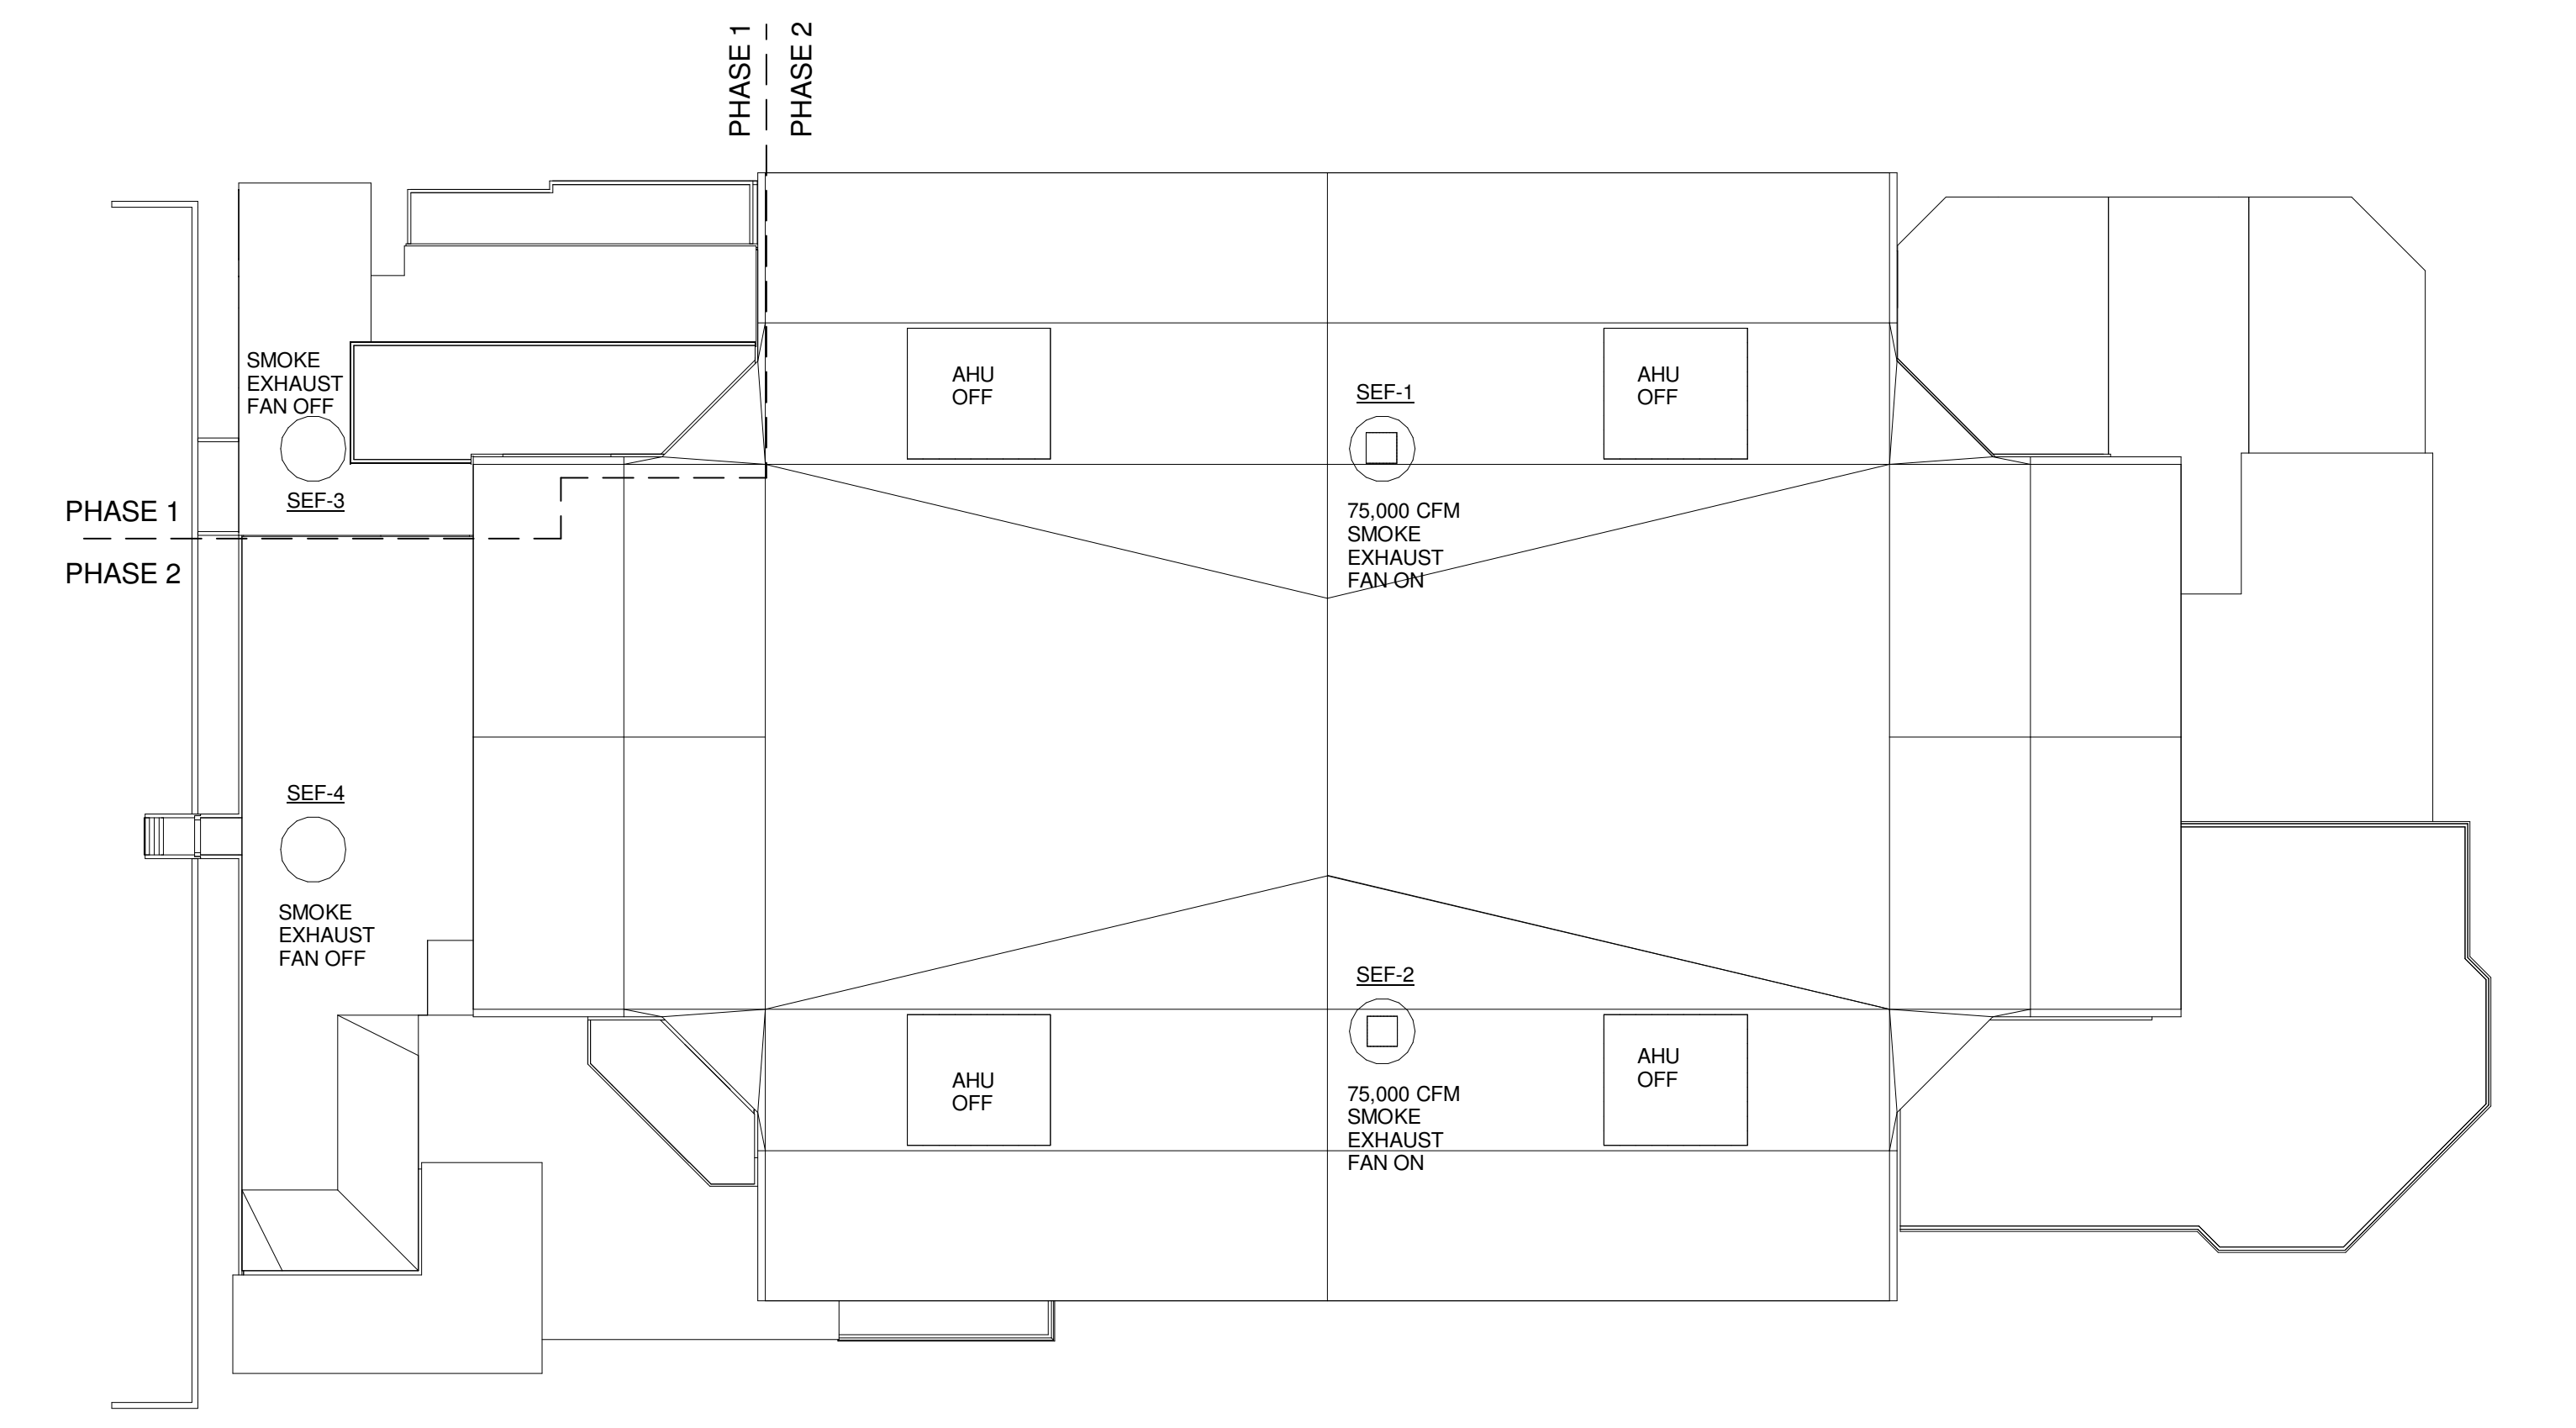 PHASE 1
PHASE 2
SMOKE
EXHAUST
FAN OFF
SEF-3
AHU
OFF
SEF-1
75,000 CFM
SMOKE
EXHAUST
FAN ON
AHU
OFF
PHASE 1
PHASE 2
SEF-4
SMOKE
EXHAUST
FAN OFF
AHU
OFF
SEF-2
75,000 CFM
SMOKE
EXHAUST
FAN ON
AHU
OFF